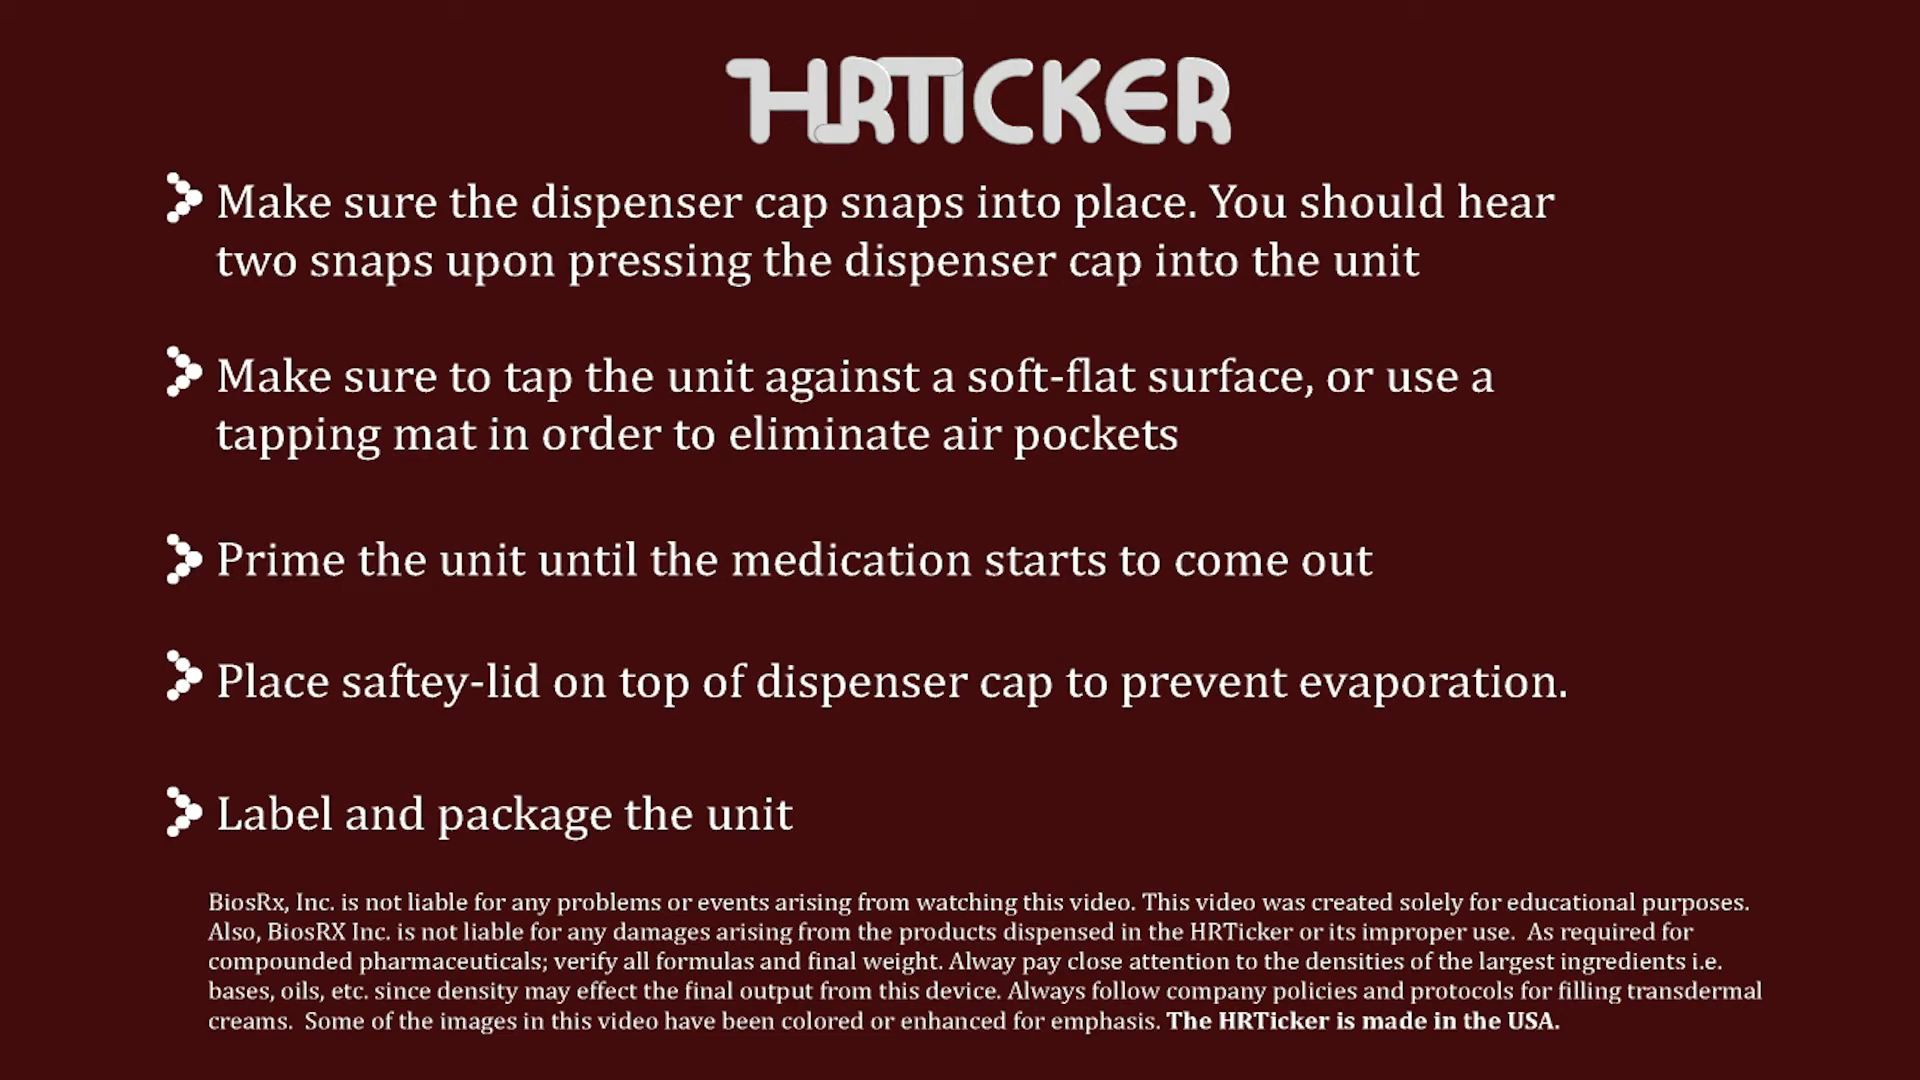 HRTICKER
Make sure the dispenser cap snaps into place. You should hear
two snaps upon pressing the dispenser cap into the unit
Make sure to tap the unit against a soft-flat surface, or use a
tapping mat in order to eliminate air pockets
Prime the unit until the medication starts to come out
Place saftey-lid on top of dispenser cap to prevent evaporation.
Label and package the unit
BiosRx, Inc. is not liable for any problems or events arising from watching this video. This video was created solely for educational purposes.
Also, BiosRX Inc. is not liable for any damages arising from the products dispensed in the HRTicker or its improper use.  As required for
compounded pharmaceuticals; verify all formulas and final weight. Alway pay close attention to the densities of the largest ingredients i.e.
bases, oils, etc. since density may effect the final output from this device. Always follow company policies and protocols for filling transdermal
creams.  Some of the images in this video have been colored or enhanced for emphasis. The HRTicker is made in the USA.